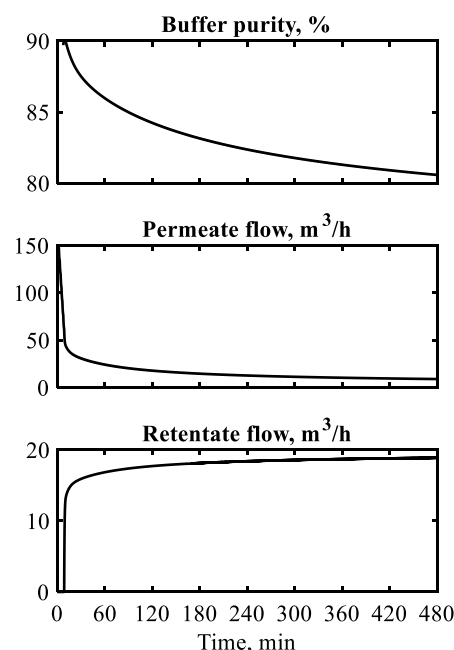 Buffer purity, %
90
85
80
Permeate flow, m³/h
150
100
50
0
Retentate flow, m³/h
20
10
0
0 60 120 180 240 300 360 420 480
Time, min